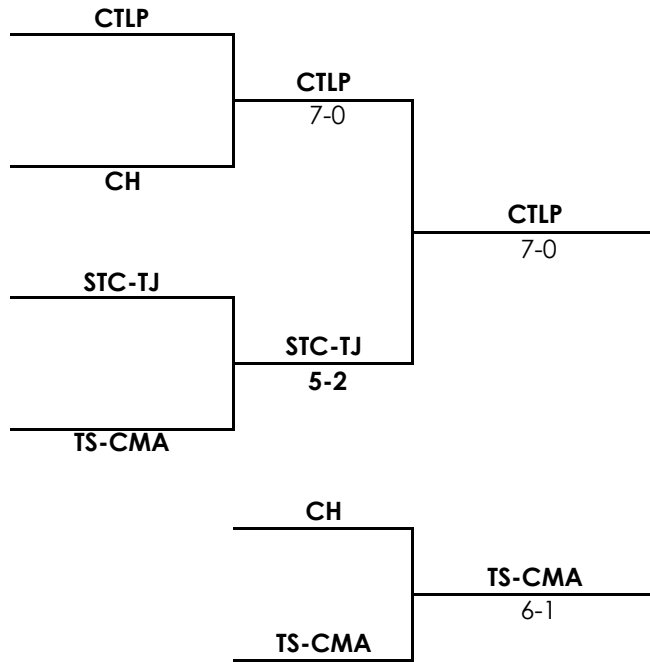 CTLP
CTLP
7-0
CH
CTLP
7-0
STC-TJ
STC-TJ
5-2
TS-CMA
CH
TS-CMA
6-1
TS-CMA